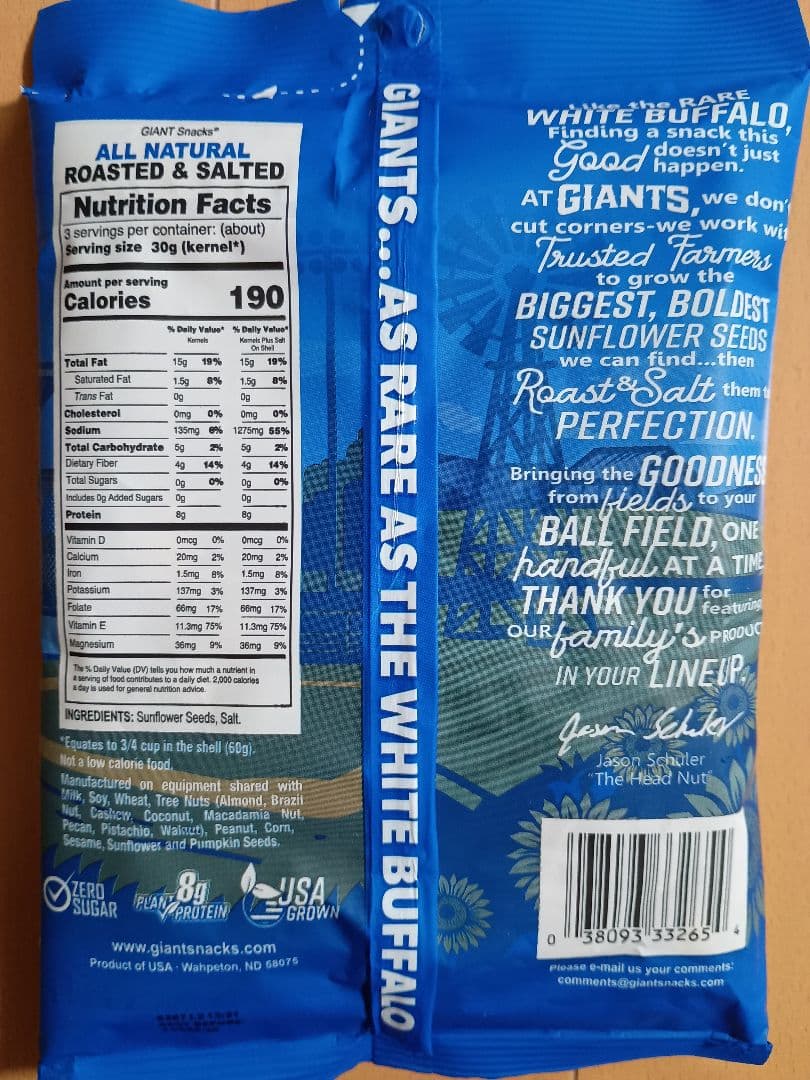 GIANT Snacks®
ALL NATURAL
ROASTED & SALTED
Nutrition Facts
3 servings per container: (about)
Serving size 30g (kernel*)
Amount per serving
Calories 190
% Daily Value* % Daily Value*
Kernels Kernels Plus Salt
On Shell
Total Fat 15g 19% 15g 19%
Saturated Fat 1.5g 8% 1.5g 8%
Trans Fat 0g 0g
Cholesterol 0mg 0% 0mg 0%
Sodium 135mg 6% 1275mg 55%
Total Carbohydrate 5g 2% 5g 2%
Dietary Fiber 4g 14% 4g 14%
Total Sugars 0g 0% 0g 0%
Includes 0g Added Sugars 0g 0g
Protein 8g 8g
Vitamin D 0mcg 0% 0mcg 0%
Calcium 20mg 2% 20mg 2%
Iron 1.5mg 8% 1.5mg 8%
Potassium 137mg 3% 137mg 3%
Folate 66mg 17% 66mg 17%
Vitamin E 11.3mg 75% 11.3mg 75%
Magnesium 36mg 9% 36mg 9%
The % Daily Value (DV) tells you how much a nutrient in
a serving of food contributes to a daily diet. 2,000 calories
a day is used for general nutrition advice.
INGREDIENTS: Sunflower Seeds, Salt.
*Equates to 3/4 cup in the shell (60g).
Not a low calorie food.
Manufactured on equipment shared with
Milk, Soy, Wheat, Tree Nuts (Almond, Brazil
Nut, Cashew, Coconut, Macadamia Nut,
Pecan, Pistachio, Walnut), Peanut, Corn,
Sesame, Sunflower and Pumpkin Seeds.
ZERO
SUGAR
8g
PLANT PROTEIN
USA
GROWN
www.giantsnacks.com
Product of USA · Wahpeton, ND 58075
GIANTS...AS RARE AS THE WHITE BUFFALO
Like the RARE
WHITE BUFFALO,
Finding a snack this
Good doesn't just
happen.
AT GIANTS, we don'
cut corners-we work wit
Trusted Farmers
to grow the
BIGGEST, BOLDEST
SUNFLOWER SEEDS
we can find...then
Roast & Salt them t
PERFECTION.
Bringing the GOODNESS
from fields to your
BALL FIELD, ONE
handful AT A TIME
THANK YOU for
featuring
OUR family's PRODUC
IN YOUR LINEUP.
Jason Schuler
Jason Schuler
"The Head Nut"
0 38093 33265 4
Please e-mail us your comments:
comments@giantsnacks.com